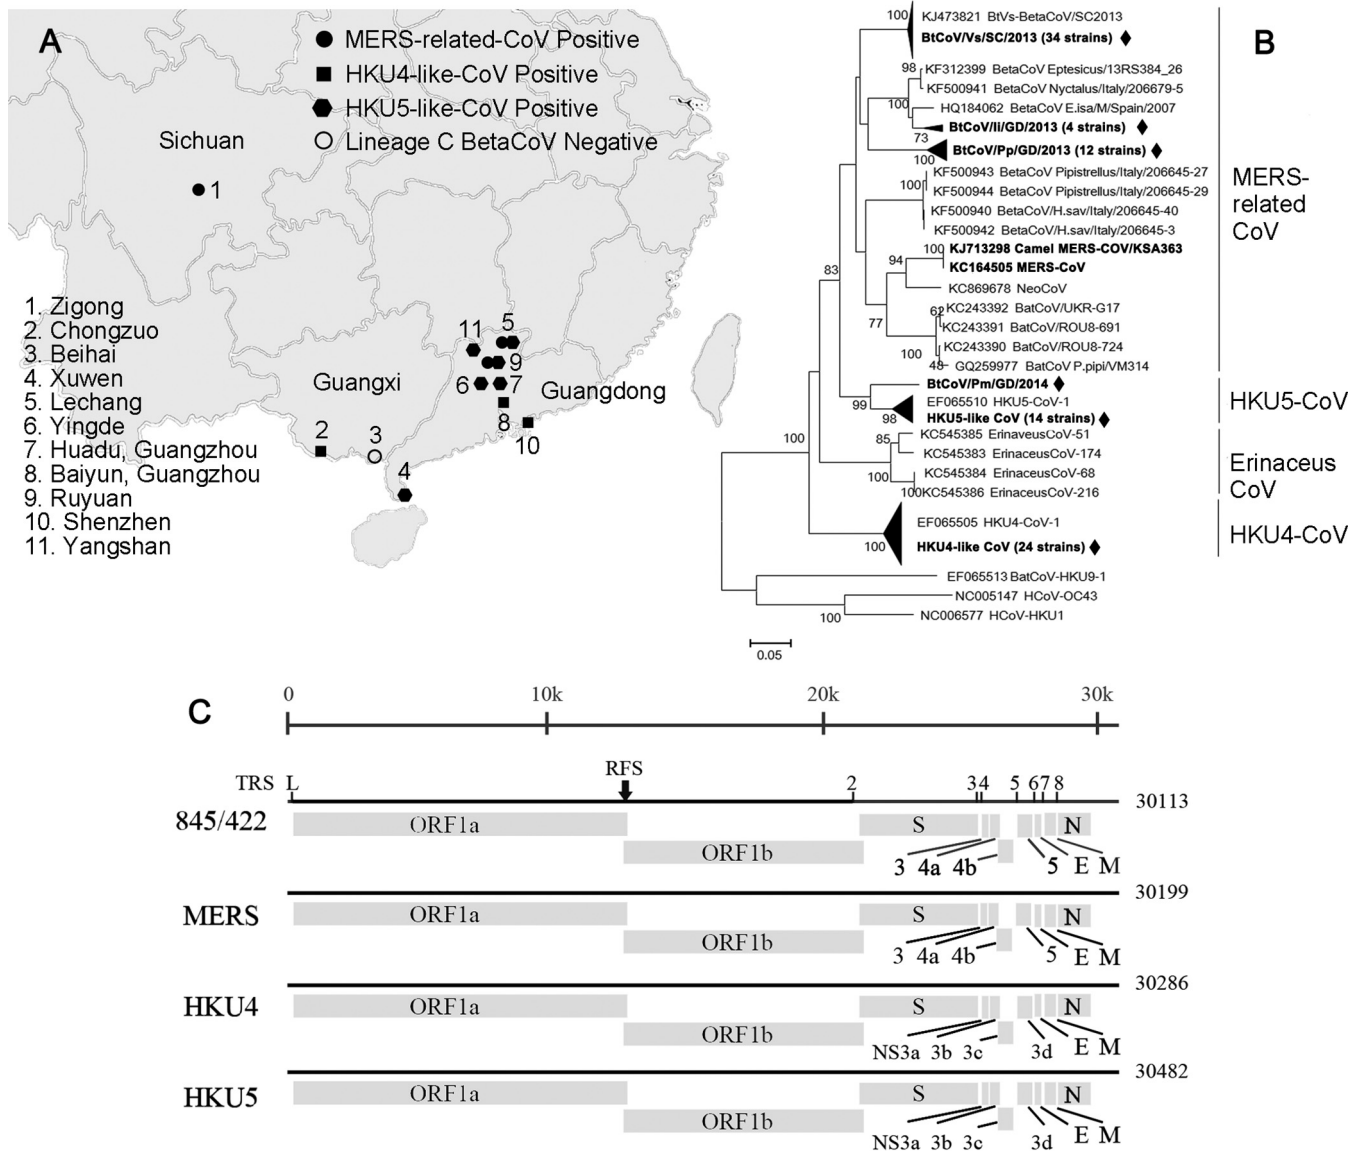 A
MERS-related-CoV Positive
HKU4-like-CoV Positive
HKU5-like-CoV Positive
Lineage C BetaCoV Negative
Sichuan
1
1. Zigong
2. Chongzuo
3. Beihai
4. Xuwen
5. Lechang
6. Yingde
7. Huadu, Guangzhou
8. Baiyun, Guangzhou
9. Ruyuan
10. Shenzhen
11. Yangshan
Guangxi
Guangdong
11
5
9
6
7
8
10
2
3
4
B
100
KJ473821 BtVs-BetaCoV/SC2013
BtCoV/Vs/SC/2013 (34 strains)
98
KF312399 BetaCoV Eptesicus/13RS384_26
KF500941 BetaCoV Nyctalus/Italy/206679-5
100
HQ184062 BetaCoV E.isa/M/Spain/2007
BtCoV/Ii/GD/2013 (4 strains)
73
BtCoV/Pp/GD/2013 (12 strains)
100
KF500943 BetaCoV Pipistrellus/Italy/206645-27
100
KF500944 BetaCoV Pipistrellus/Italy/206645-29
KF500940 BetaCoV/H.sav/Italy/206645-40
KF500942 BetaCoV/H.sav/Italy/206645-3
100
KJ713298 Camel MERS-COV/KSA363
94
KC164505 MERS-CoV
83
KC869678 NeoCoV
62
KC243392 BatCoV/UKR-G17
77
KC243391 BatCoV/ROU8-691
KC243390 BatCoV/ROU8-724
100
48
GQ259977 BatCoV P.pipi/VM314
BtCoV/Pm/GD/2014
99
EF065510 HKU5-CoV-1
98
HKU5-like CoV (14 strains)
100
85
KC545385 ErinaveusCoV-51
KC545383 ErinaceusCoV-174
100
KC545384 ErinaceusCoV-68
100
KC545386 ErinaceusCoV-216
EF065505 HKU4-CoV-1
100
HKU4-like CoV (24 strains)
EF065513 BatCoV-HKU9-1
NC005147 HCoV-OC43
100
NC006577 HCoV-HKU1
0.05
MERS-
related
CoV
HKU5-CoV
Erinaceus
CoV
HKU4-CoV
C
0 10k 20k 30k
TRS L RFS 2 34 5 67 8
30113
845/422 ORF1a S N
ORF1b
3 4a 4b 5 E M
30199
MERS ORF1a S N
ORF1b
3 4a 4b 5 E M
30286
HKU4 ORF1a S N
ORF1b
NS3a 3b 3c 3d E M
30482
HKU5 ORF1a S N
ORF1b
NS3a 3b 3c 3d E M